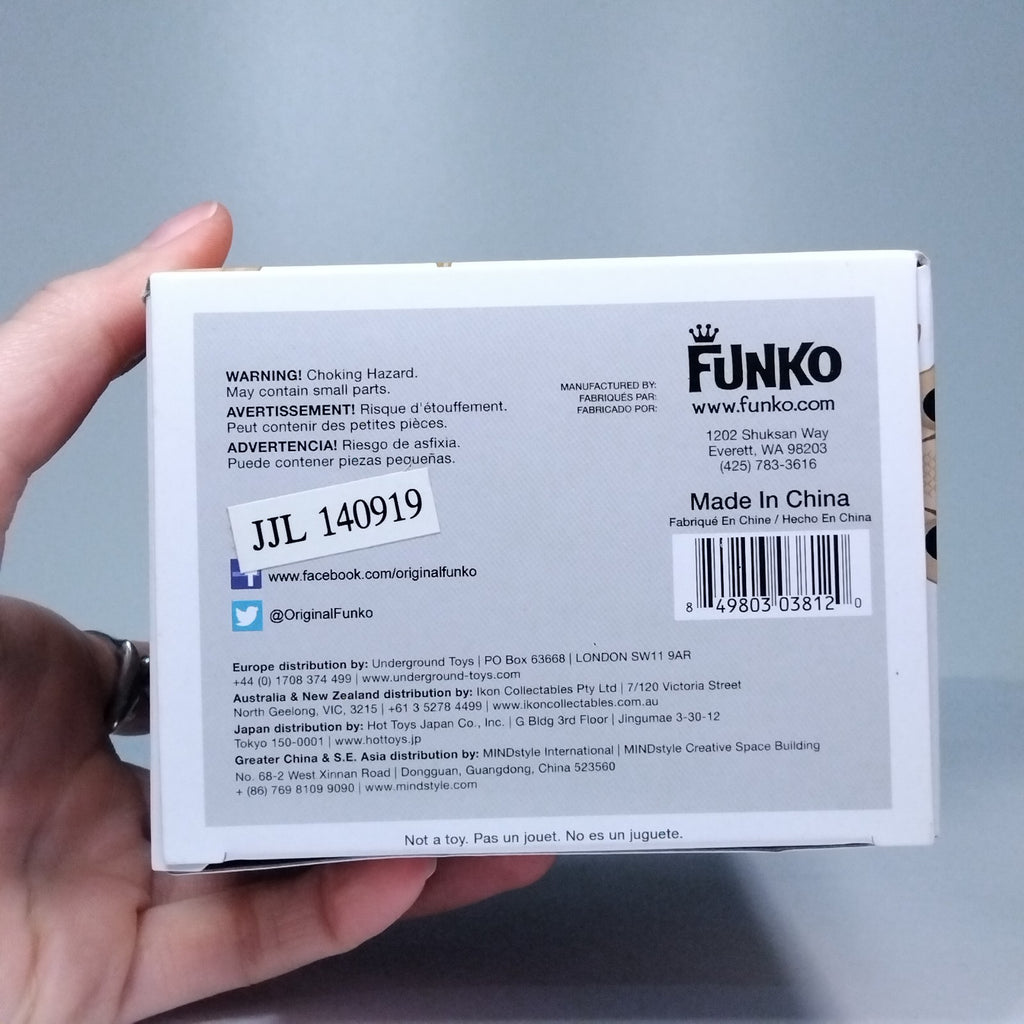 WARNING! Choking Hazard.
May contain small parts.
AVERTISSEMENT! Risque d'étouffement.
Peut contenir des petites pièces.
ADVERTENCIA! Riesgo de asfixia.
Puede contener piezas pequeñas.
JJL 140919
f www.facebook.com/originalfunko
@OriginalFunko
MANUFACTURED BY:
FABRIQUÉS PAR:
FABRICADO POR:
FUNKO
www.funko.com
1202 Shuksan Way
Everett, WA 98203
(425) 783-3616
Made In China
Fabriqué En Chine / Hecho En China
8 49803 03812 0
Europe distribution by: Underground Toys | PO Box 63668 | LONDON SW11 9AR
+44 (0) 1708 374 499 | www.underground-toys.com
Australia & New Zealand distribution by: Ikon Collectables Pty Ltd | 7/120 Victoria Street
North Geelong, VIC, 3215 | +61 3 5278 4499 | www.ikoncollectables.com.au
Japan distribution by: Hot Toys Japan Co., Inc. | G Bldg 3rd Floor | Jingumae 3-30-12
Tokyo 150-0001 | www.hottoys.jp
Greater China & S.E. Asia distribution by: MINDstyle International | MINDstyle Creative Space Building
No. 68-2 West Xinnan Road | Dongguan, Guangdong, China 523560
+ (86) 769 8109 9090 | www.mindstyle.com
Not a toy. Pas un jouet. No es un juguete.